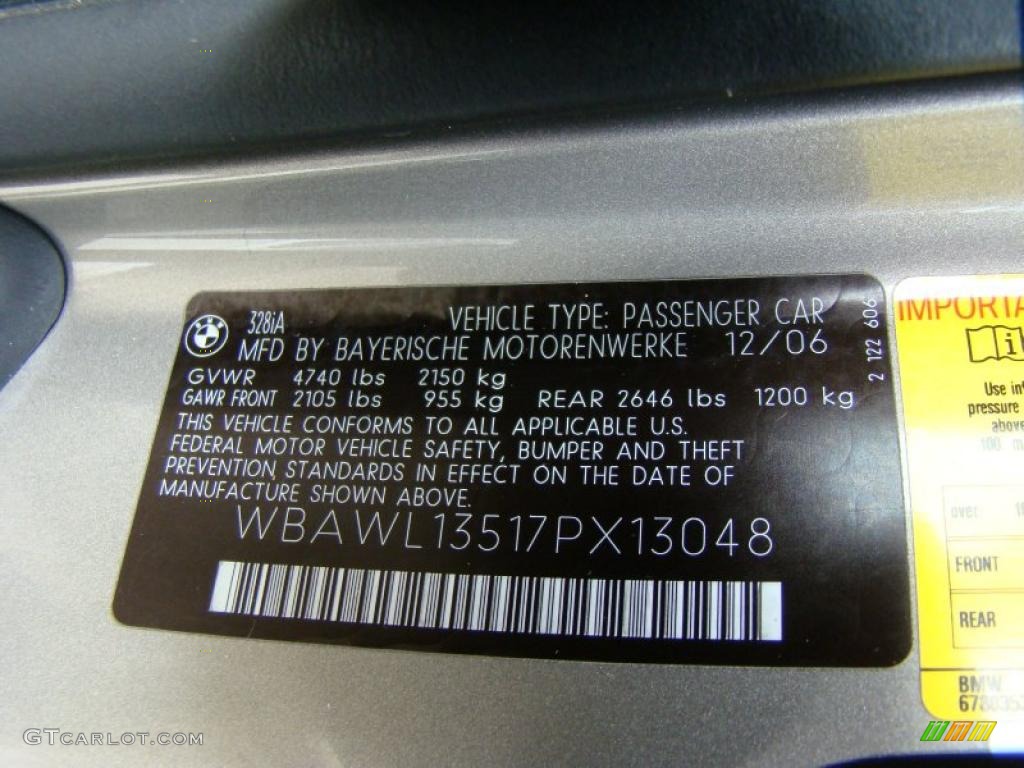 328iA VEHICLE TYPE: PASSENGER CAR
MFD BY BAYERISCHE MOTORENWERKE 12/06
GVWR 4740 lbs 2150 kg
GAWR FRONT 2105 lbs 955 kg REAR 2646 lbs 1200 kg
THIS VEHICLE CONFORMS TO ALL APPLICABLE U.S.
FEDERAL MOTOR VEHICLE SAFETY, BUMPER AND THEFT
PREVENTION STANDARDS IN EFFECT ON THE DATE OF
MANUFACTURE SHOWN ABOVE.
WBAWL13517PX13048
2 122 606
Use
pressure
above
100
over
FRONT
REAR
BMW
GTCarLot.com